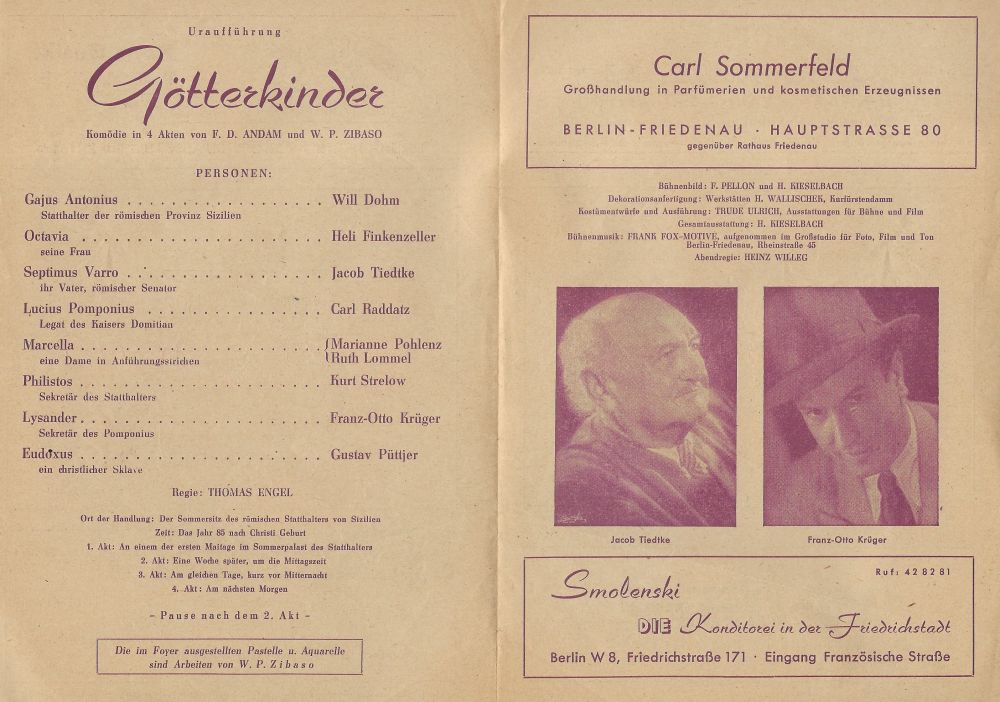 Uraufführung
Götterkinder
Komödie in 4 Akten von F. D. ANDAM und W. P. ZIBASO
PERSONEN:
Gajus Antonius . . . . . . . . . . . . . . . . . . Will Dohm
Statthalter der römischen Provinz Sizilien
Octavia . . . . . . . . . . . . . . . . . . . . . . Heli Finkenzeller
seine Frau
Septimus Varro . . . . . . . . . . . . . . . . . . Jacob Tiedtke
ihr Vater, römischer Senator
Lucius Pomponius . . . . . . . . . . . . . . . . Carl Raddatz
Legat des Kaisers Domitian
Marcella . . . . . . . . . . . . . . . . . . . . . . Marianne Pohlenz
eine Dame in Anführungsstrichen Ruth Lommel
Philistos . . . . . . . . . . . . . . . . . . . . . . Kurt Strelow
Sekretär des Statthalters
Lysander . . . . . . . . . . . . . . . . . . . . . . Franz-Otto Krüger
Sekretär des Pomponius
Eudoxus . . . . . . . . . . . . . . . . . . . . . . Gustav Püttjer
ein christlicher Sklave
Regie: THOMAS ENGEL
Ort der Handlung: Der Sommersitz des römischen Statthalters von Sizilien
Zeit: Das Jahr 85 nach Christi Geburt
1. Akt: An einem der ersten Maitage im Sommerpalast des Statthalters
2. Akt: Eine Woche später, um die Mittagszeit
3. Akt: Am gleichen Tage, kurz vor Mitternacht
4. Akt: Am nächsten Morgen
– Pause nach dem 2. Akt –
Die im Foyer ausgestellten Pastelle u. Aquarelle
sind Arbeiten von W. P. Zibaso
Carl Sommerfeld
Großhandlung in Parfümerien und kosmetischen Erzeugnissen
BERLIN-FRIEDENAU · HAUPTSTRASSE 80
gegenüber Rathaus Friedenau
Bühnenbild: F. PELLON und H. KIESELBACH
Dekorationsanfertigung: Werkstätten H. WALLISCHEK, Kurfürstendamm
Kostümentwürfe und Ausführung: TRUDE ULRICH, Ausstattungen für Bühne und Film
Gesamtausstattung: H. KIESELBACH
Bühnenmusik: FRANK FOX-MOTIVE, aufgenommen im Großstudio für Foto, Film und Ton
Berlin-Friedenau, Rheinstraße 45
Abendregie: HEINZ WILLEG
Jacob Tiedtke
Franz-Otto Krüger
Ruf: 42 82 81
Smolenski
DIE Konditorei in der Friedrichstadt
Berlin W 8, Friedrichstraße 171 · Eingang Französische Straße